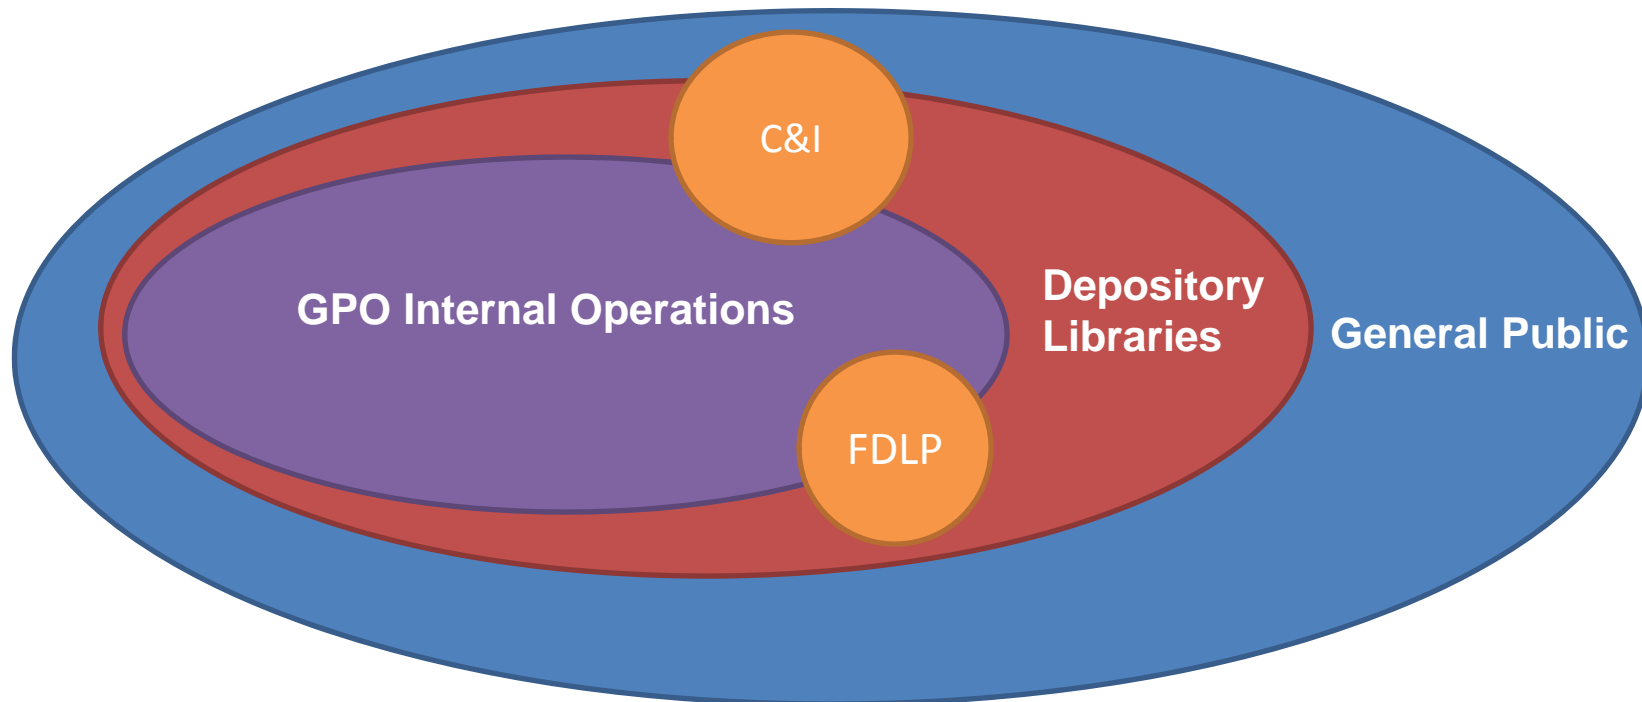 C&I
GPO Internal Operations
Depository
Libraries
General Public
FDLP